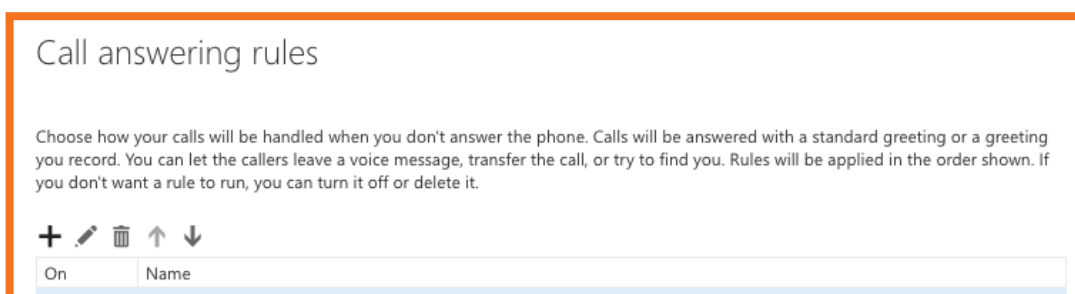 Call answering rules
Choose how your calls will be handled when you don't answer the phone. Calls will be answered with a standard greeting or a greeting
you record. You can let the callers leave a voice message, transfer the call, or try to find you. Rules will be applied in the order shown. If
you don't want a rule to run, you can turn it off or delete it.
On Name